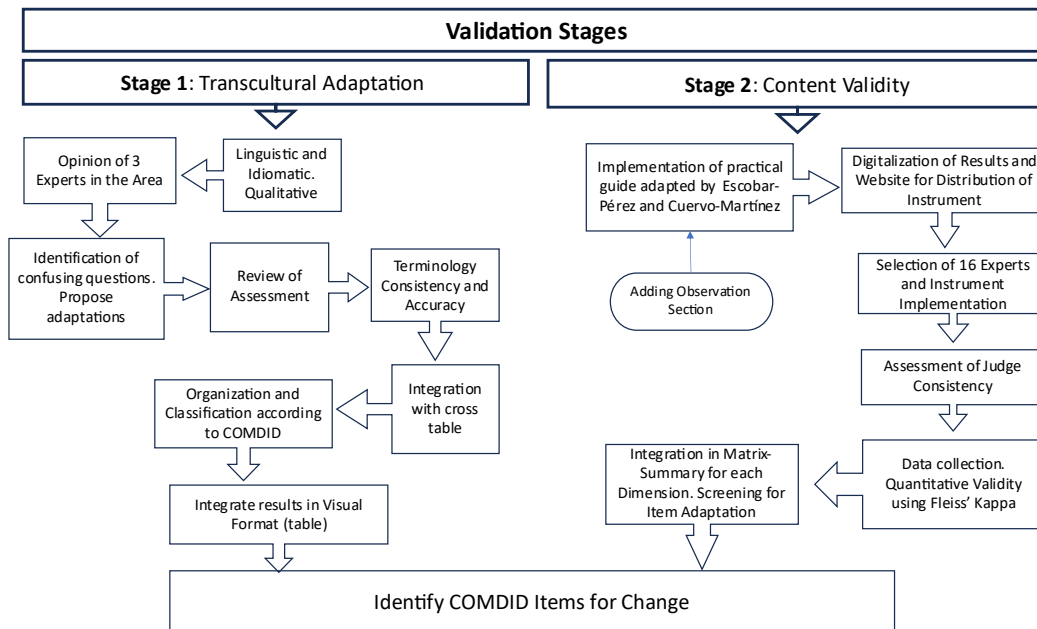 Validation Stages
Stage 1: Transcultural Adaptation
Opinion of 3
Experts in the Area
Linguistic and
Idiomatic.
Qualitative
Identification of
confusing questions.
Propose
adaptations
Review of
Assessment
Terminology
Consistency and
Accuracy
Organization and
Classification according
to COMDID
Integration
with cross
table
Integrate results in Visual
Format (table)
Stage 2: Content Validity
Implementation of practical
guide adapted by Escobar-
Pérez and Cuervo-Martínez
Digitalization of Results and
Website for Distribution of
Instrument
Adding Observation
Section
Selection of 16 Experts
and Instrument
Implementation
Assessment of Judge
Consistency
Integration in Matrix-
Summary for each
Dimension. Screening for
Item Adaptation
Data collection.
Quantitative Validity
using Fleiss’ Kappa
Identify COMDID Items for Change